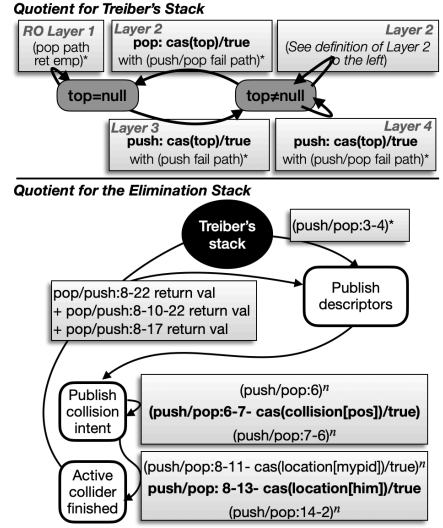 Quotient for Treiber's Stack
RO Layer 1
(pop path
ret emp)*
Layer 2
pop: cas(top)/true
with (push/pop fail path)*
Layer 2
(See definition of Layer 2
to the left)
top=null
top≠null
Layer 3
push: cas(top)/true
with (push fail path)*
Layer 4
push: cas(top)/true
with (push/pop fail path)*
Quotient for the Elimination Stack
Treiber's
stack
(push/pop:3-4)*
pop/push:8-22 return val
+ pop/push:8-10-22 return val
+ pop/push:8-17 return val
Publish
descriptors
Publish
collision
intent
(push/pop:6)ⁿ
(push/pop:6-7- cas(collision[pos])/true)
(push/pop:7-6)ⁿ
Active
collider
finished
(push/pop:8-11- cas(location[mypid])/true)ⁿ
push/pop: 8-13- cas(location[him])/true)
(push/pop:14-2)ⁿ